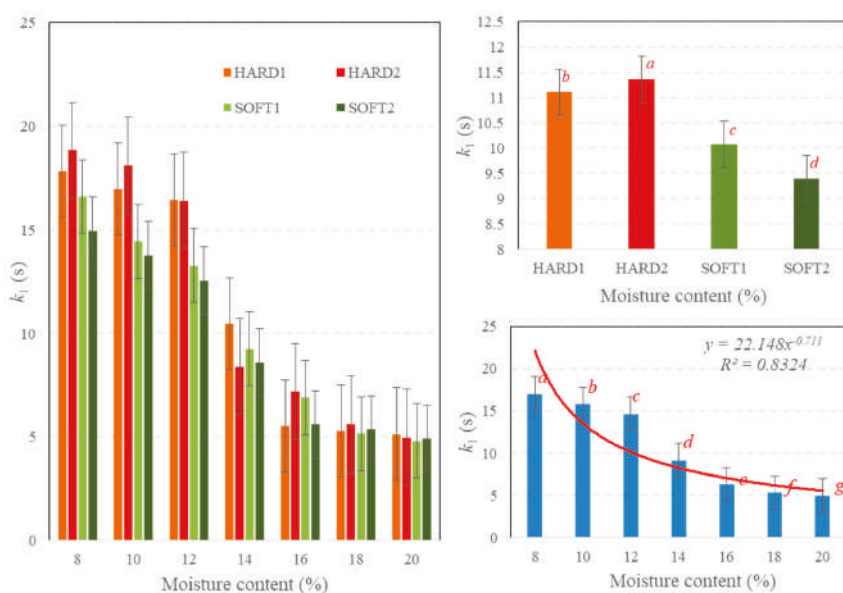 25
20
15
10
5
0
k₁ (s)
HARD1
HARD2
SOFT1
SOFT2
8 10 12 14 16 18 20
Moisture content (%)
12.5
12
11.5
11
10.5
10
9.5
9
8.5
8
k₁ (s)
b
a
c
d
HARD1 HARD2 SOFT1 SOFT2
Moisture content (%)
25
20
15
10
5
0
k₁ (s)
y = 22.148x^-0.711
R² = 0.8324
a
b
c
d
e
f
g
8 10 12 14 16 18 20
Moisture content (%)